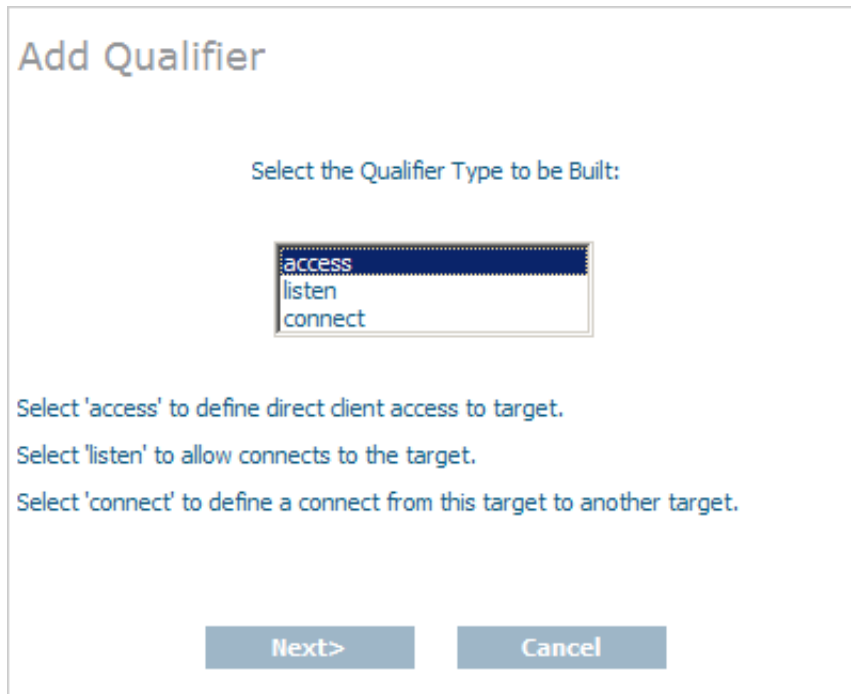 Add Qualifier
Select the Qualifier Type to be Built:
access
listen
connect
Select 'access' to define direct client access to target.
Select 'listen' to allow connects to the target.
Select 'connect' to define a connect from this target to another target.
Next> Cancel